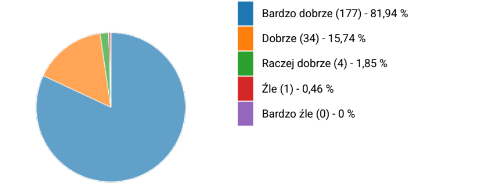 Bardzo dobrze (177) - 81,94 %
Dobrze (34) - 15,74 %
Raczej dobrze (4) - 1,85 %
Źle (1) - 0,46 %
Bardzo źle (0) - 0 %